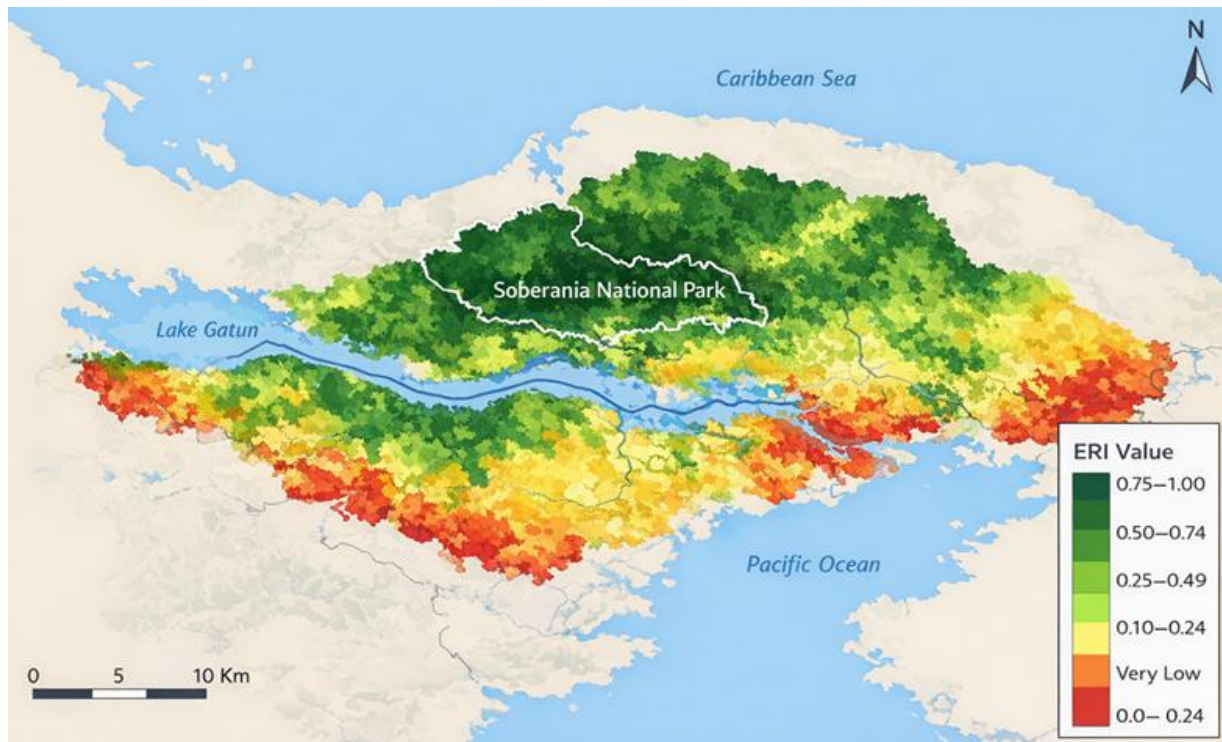 N
Caribbean Sea
Soberania National Park
Lake Gatun
Pacific Ocean
ERI Value
0.75–1.00
0.50–0.74
0.25–0.49
0.10–0.24
Very Low
0.0– 0.24
0 5 10 Km